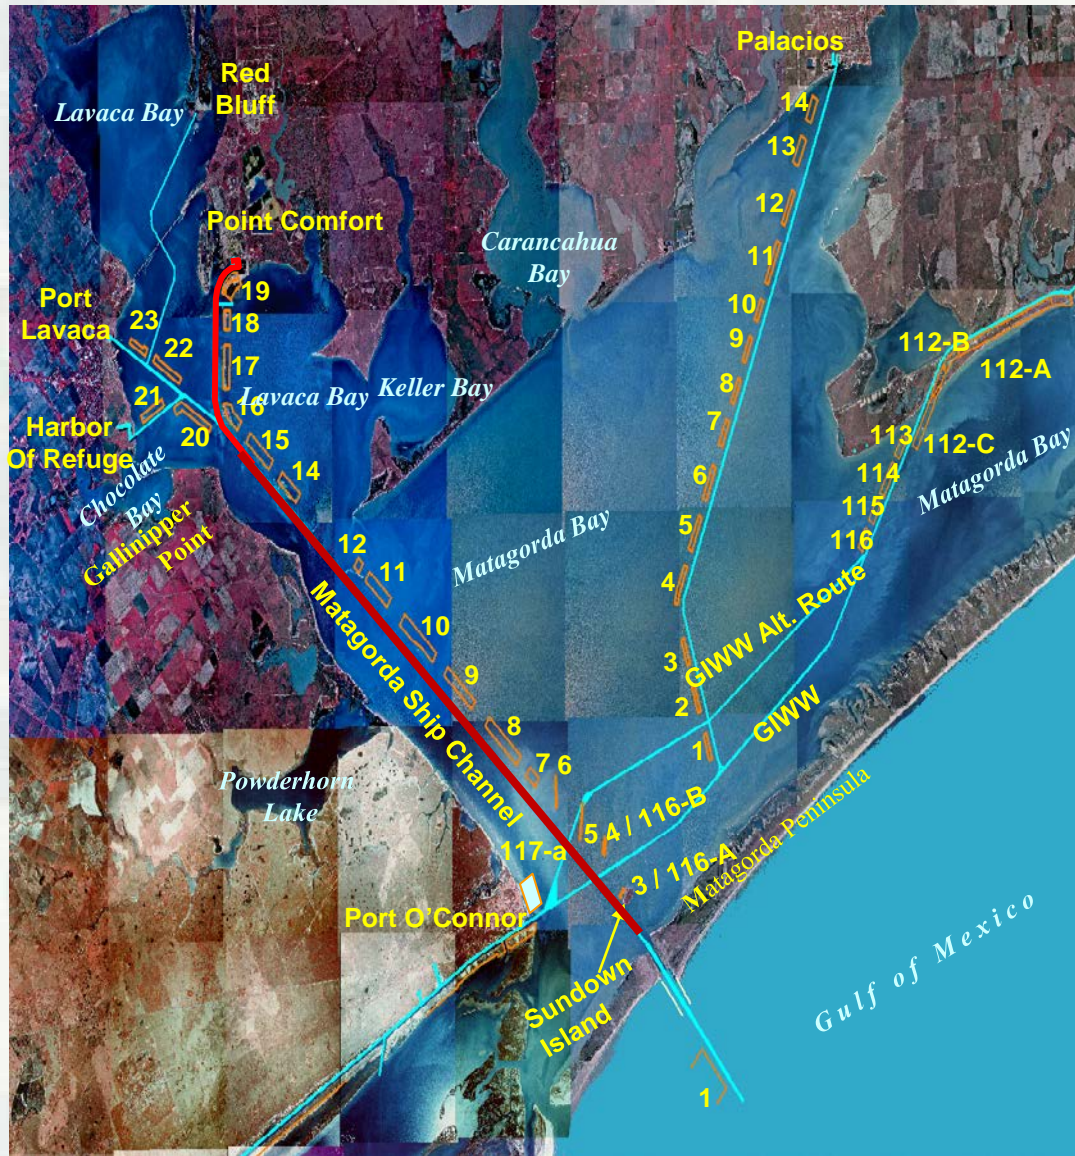 Palacios
Red
Bluff
Lavaca Bay
14
13
Point Comfort
12
Carancahua
Bay
11
19
Port
Lavaca
23
18
10
9
112-B
22
17
112-A
Lavaca Bay
Keller Bay
8
21
16
7
Harbor
Of Refuge
20
15
113
112-C
14
6
114
Chocolate
Bay
Gallinipper
Point
Matagorda Bay
115
5
Matagorda Bay
12
116
11
4
10
Matagorda Ship Channel
GIWW Alt. Route
9
3
2
GIWW
8
1
7
6
Powderhorn
Lake
5
4 / 116-B
117-a
3 / 116-A
Matagorda Peninsula
Port O'Connor
Sundown
Island
Gulf of Mexico
1